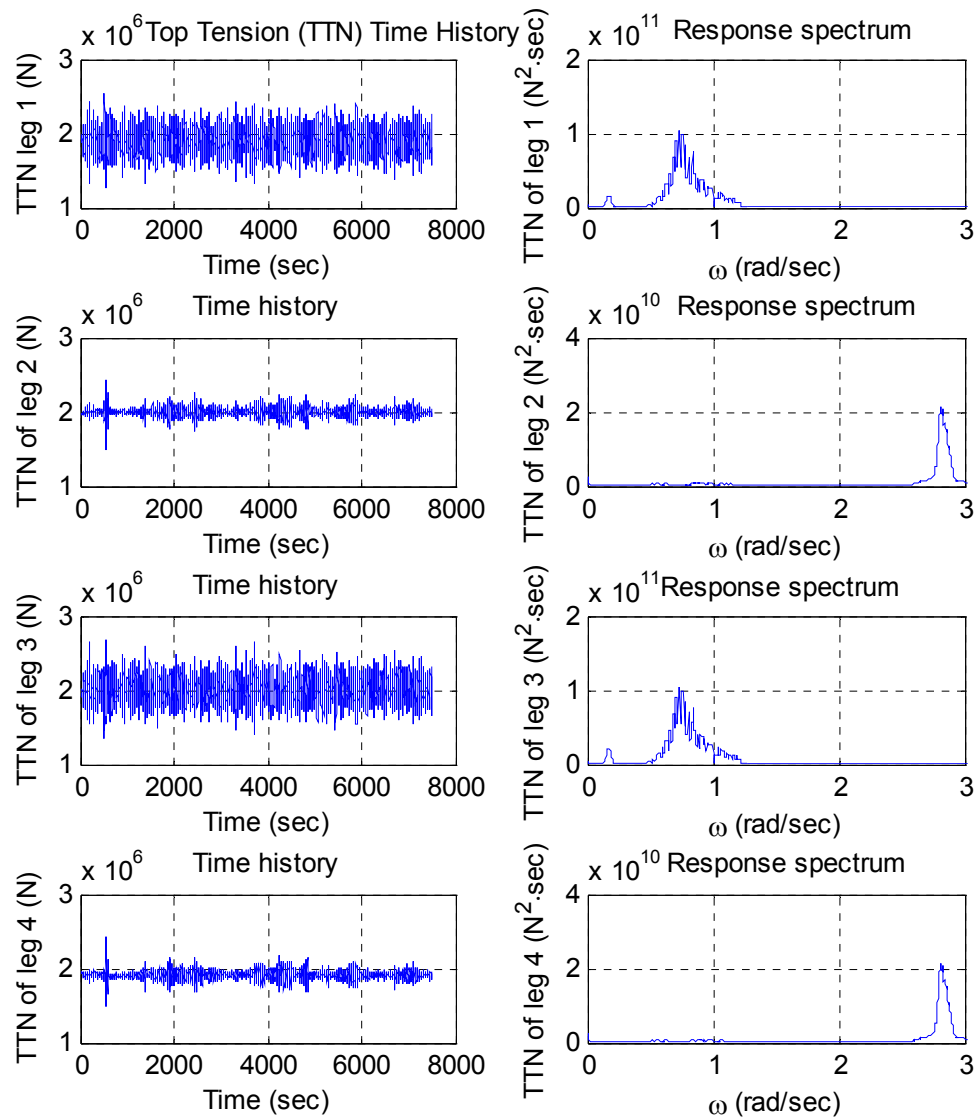 x 10^6 Top Tension (TTN) Time History
3
2
1
TTN leg 1 (N)
0 2000 4000 6000 8000
Time (sec)
x 10^11 Response spectrum
2
1
0
TTN of leg 1 (N^2.sec)
0 1 2 3
ω (rad/sec)
x 10^6 Time history
3
2
1
TTN of leg 2 (N)
0 2000 4000 6000 8000
Time (sec)
x 10^10 Response spectrum
4
2
0
TTN of leg 2 (N^2.sec)
0 1 2 3
ω (rad/sec)
x 10^6 Time history
3
2
1
TTN of leg 3 (N)
0 2000 4000 6000 8000
Time (sec)
x 10^11 Response spectrum
2
1
0
TTN of leg 3 (N^2.sec)
0 1 2 3
ω (rad/sec)
x 10^6 Time history
3
2
1
TTN of leg 4 (N)
0 2000 4000 6000 8000
Time (sec)
x 10^10 Response spectrum
4
2
0
TTN of leg 4 (N^2.sec)
0 1 2 3
ω (rad/sec)